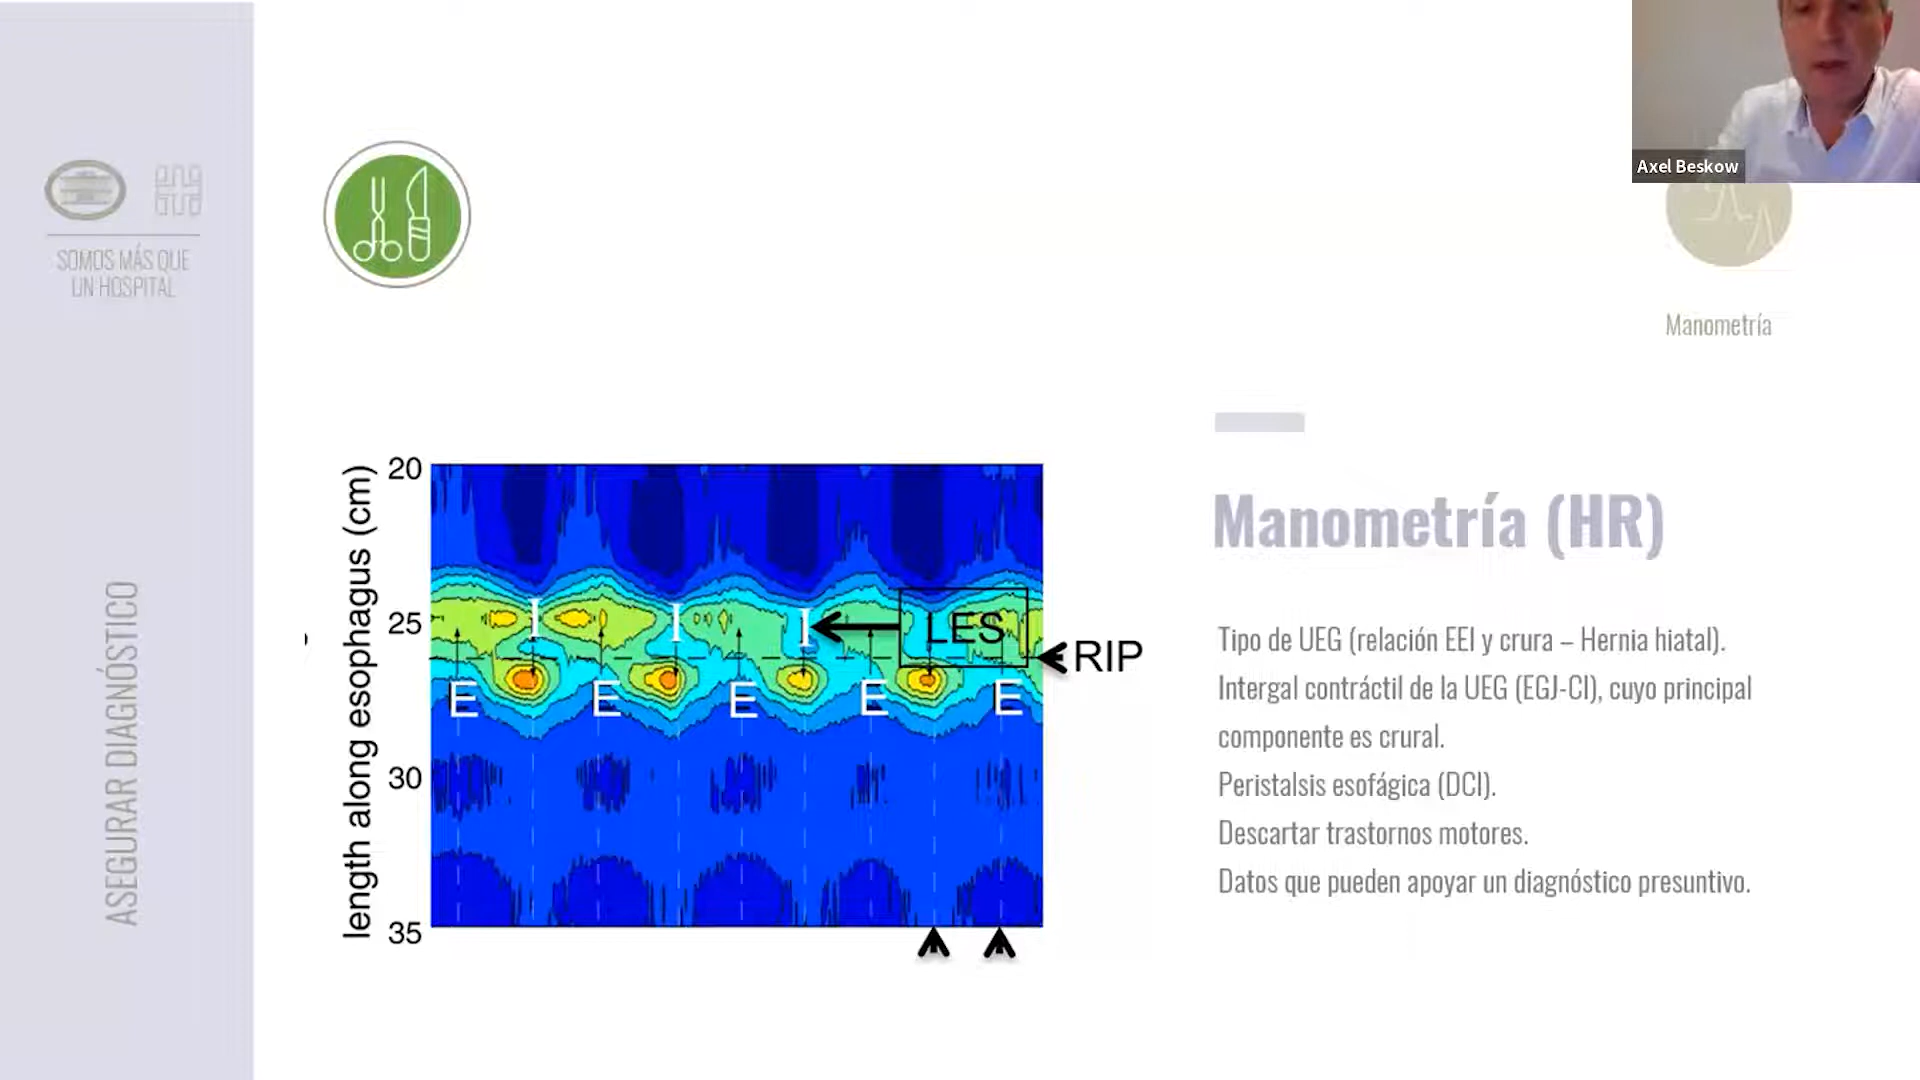 Axel Beskow
SOMOS MÁS QUE
UN HOSPITAL
ASEGURAR DIAGNÓSTICO
Manometría
Manometría (HR)
length along esophagus (cm)
20
25
30
35
I
I
I
LES
RIP
E
E
E
E
E
Tipo de UEG (relación EEI y crura – Hernia hiatal).
Intergal contráctil de la UEG (EGJ-CI), cuyo principal
componente es crural.
Peristalsis esofágica (DCI).
Descartar trastornos motores.
Datos que pueden apoyar un diagnóstico presuntivo.